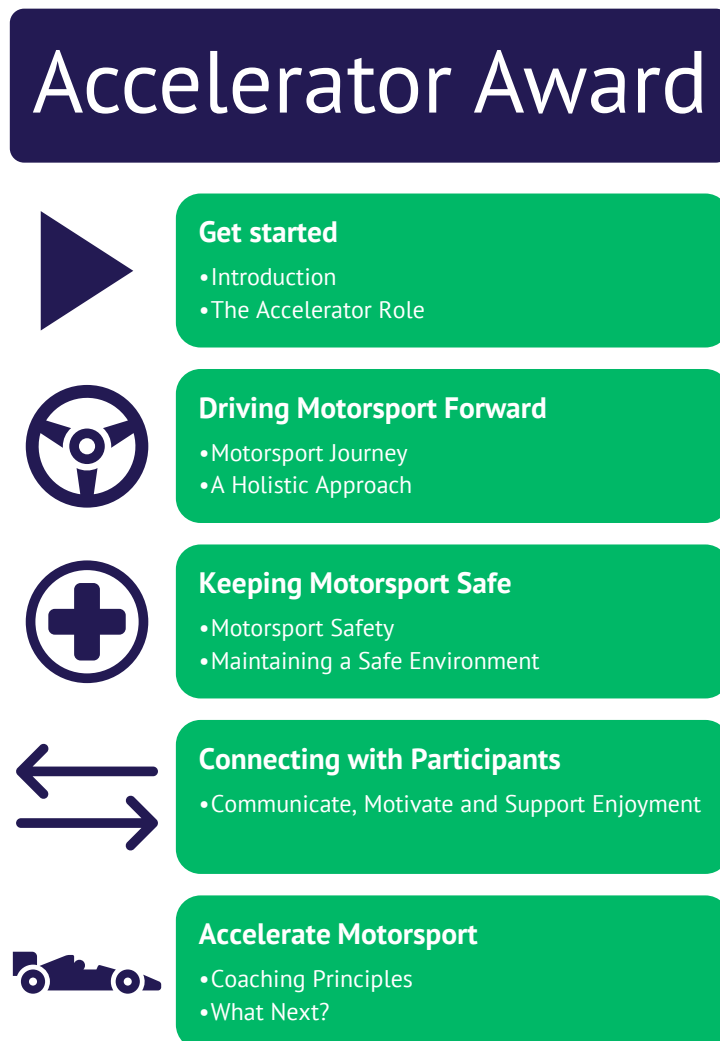 Accelerator Award
Get started
•Introduction
•The Accelerator Role
Driving Motorsport Forward
•Motorsport Journey
•A Holistic Approach
Keeping Motorsport Safe
•Motorsport Safety
•Maintaining a Safe Environment
Connecting with Participants
•Communicate, Motivate and Support Enjoyment
Accelerate Motorsport
•Coaching Principles
•What Next?